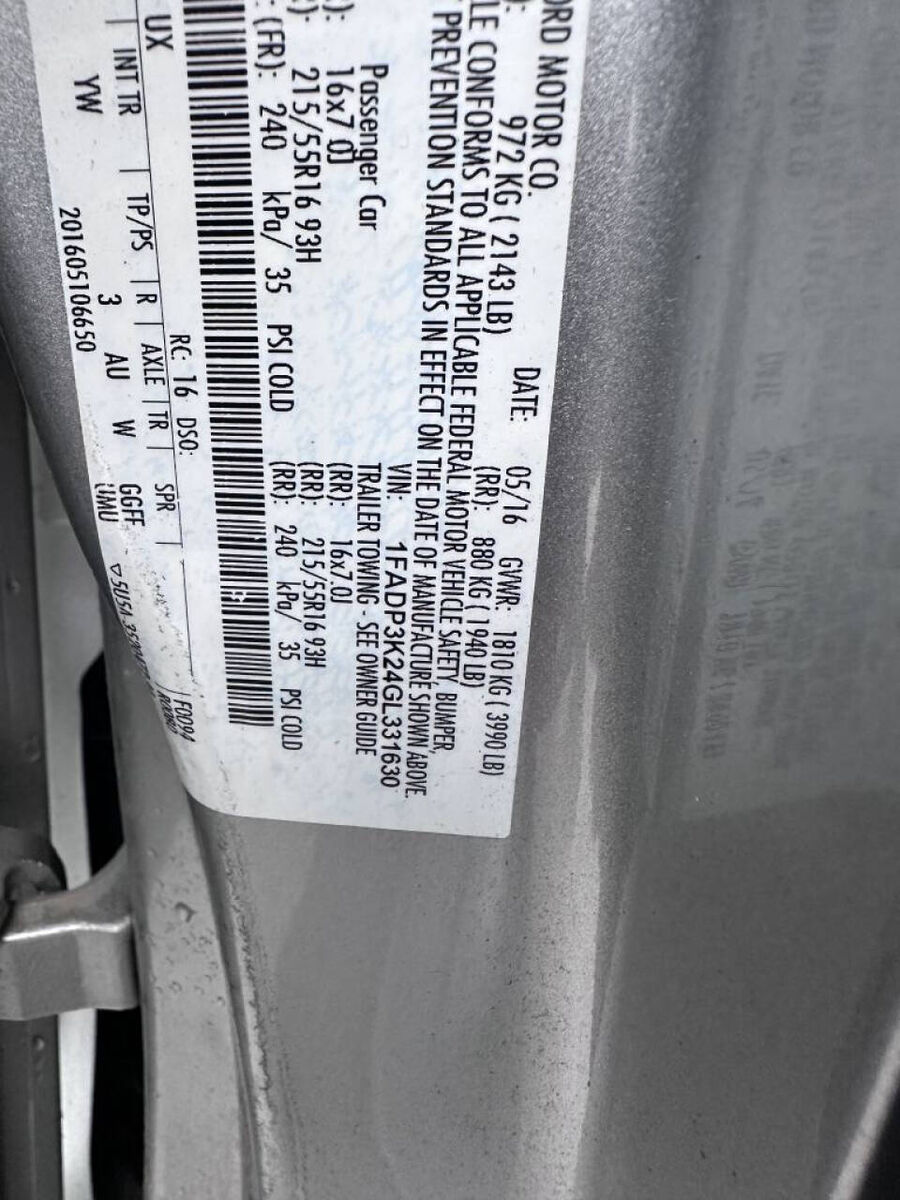 ORD MOTOR CO.
DATE: 05/16 GVWR: 1810 KG ( 3990 LB)
): 972 KG ( 2143 LB) (RR): 880 KG ( 1940 LB)
LE CONFORMS TO ALL APPLICABLE FEDERAL MOTOR VEHICLE SAFETY, BUMPER,
PREVENTION STANDARDS IN EFFECT ON THE DATE OF MANUFACTURE SHOWN ABOVE.
VIN: 1FADP3K24GL331630
Passenger Car TRAILER TOWING - SEE OWNER GUIDE
): 16x7.0J (RR): 16x7.0J
): 215/55R16 93H (RR): 215/55R16 93H
(FR): 240 kPa/ 35 PSI COLD (RR): 240 kPa/ 35 PSI COLD
UX RC: 16 DSO: F0094
INT TR TP/PS R AXLE TR SPR
YW 3 AU W GGFF
201605106650 UMU